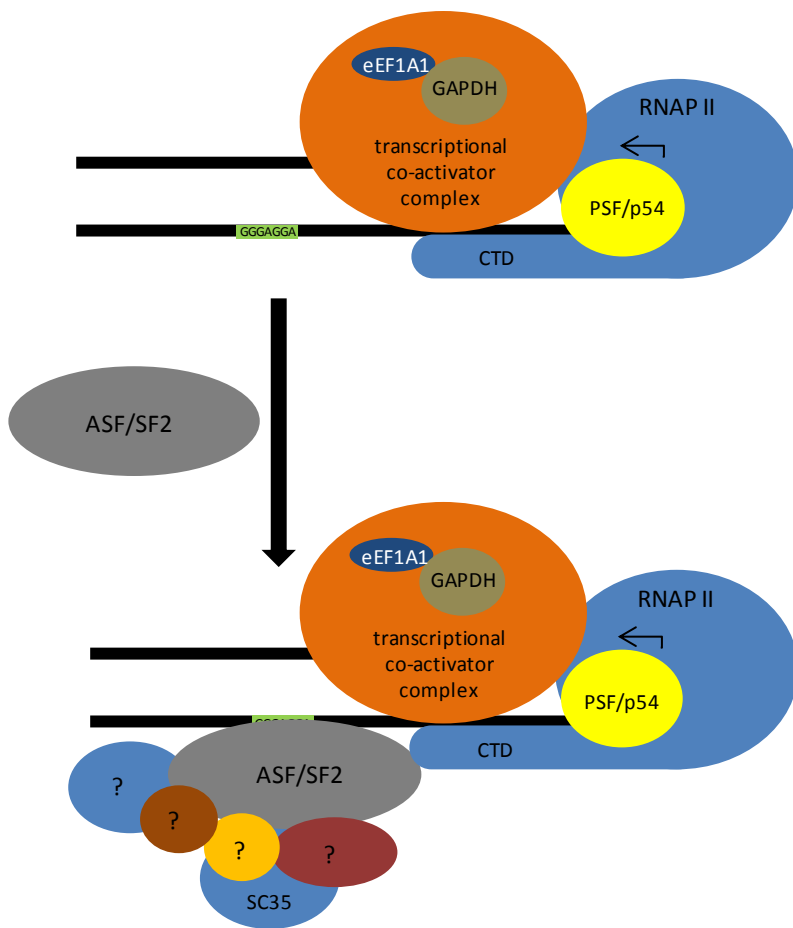 eEF1A1
GAPDH
RNAP II
transcriptional
co-activator
complex
PSF/p54
GGGAGGA
CTD
ASF/SF2
eEF1A1
GAPDH
RNAP II
transcriptional
co-activator
complex
PSF/p54
CTD
ASF/SF2
?
?
?
?
SC35